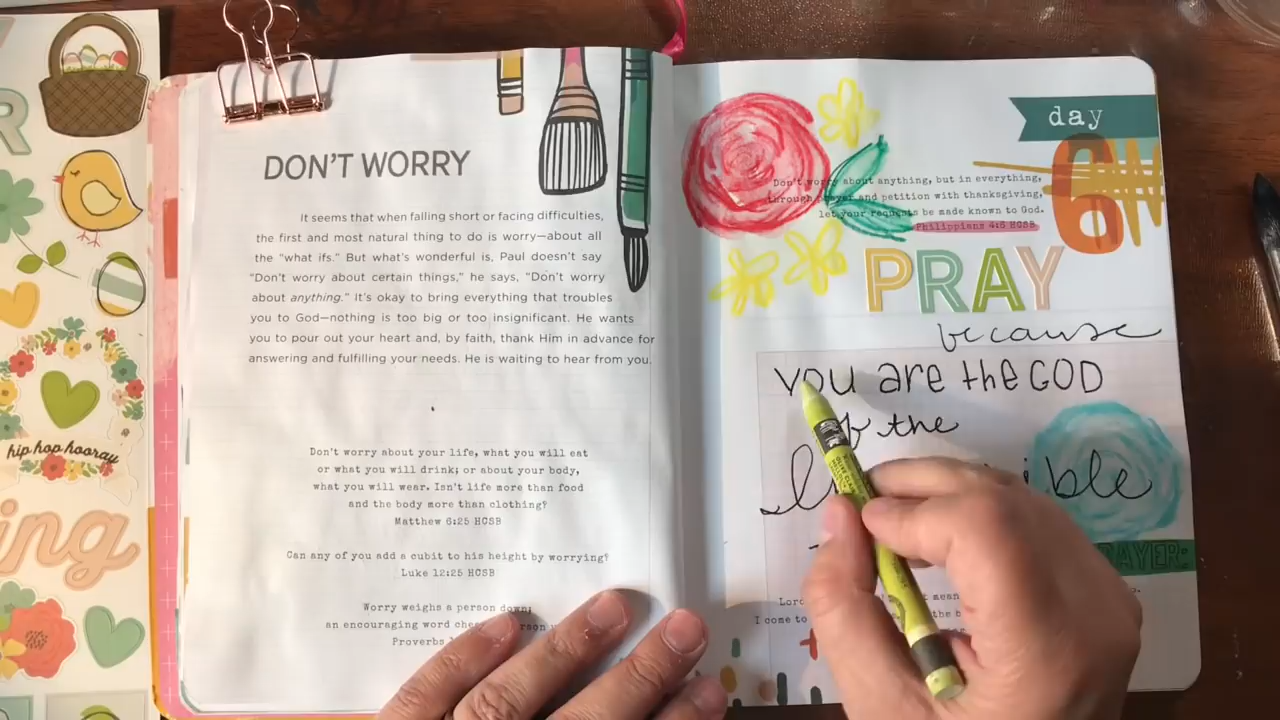 hip hop hooray
ing
DON'T WORRY
It seems that when falling short or facing difficulties,
the first and most natural thing to do is worry—about all
the "what ifs." But what's wonderful is, Paul doesn't say
"Don't worry about certain things," he says, "Don't worry
about anything." It's okay to bring everything that troubles
you to God—nothing is too big or too insignificant. He wants
you to pour out your heart and, by faith, thank Him in advance for
answering and fulfilling your needs. He is waiting to hear from you.
Don't worry about your life, what you will eat
or what you will drink; or about your body,
what you will wear. Isn't life more than food
and the body more than clothing?
Matthew 6:25 HCSB
Can any of you add a cubit to his height by worrying?
Luke 12:25 HCSB
Worry weighs a person down;
an encouraging word
Proverbs
day
6
Don't worry about anything, but in everything,
through prayer and petition with thanksgiving,
let your requests be made known to God.
Philippians 4:6 HCSB
PRAY
because
you are the GOD
of the
ible
RAYER:
Lord
I come to